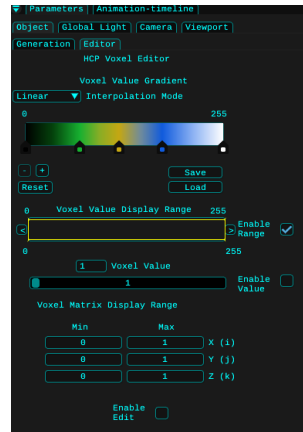 Parameters Animation-timeline
Object Global Light Camera Viewport
Generation Editor
HCP Voxel Editor
Voxel Value Gradient
Linear Interpolation Mode
0 255
- +
Save
Reset Load
0 Voxel Value Display Range 255
< > Enable Range
0 255
1 Voxel Value
1 Enable Value
Voxel Matrix Display Range
Min Max
0 1 X (i)
0 1 Y (j)
0 1 Z (k)
Enable
Edit